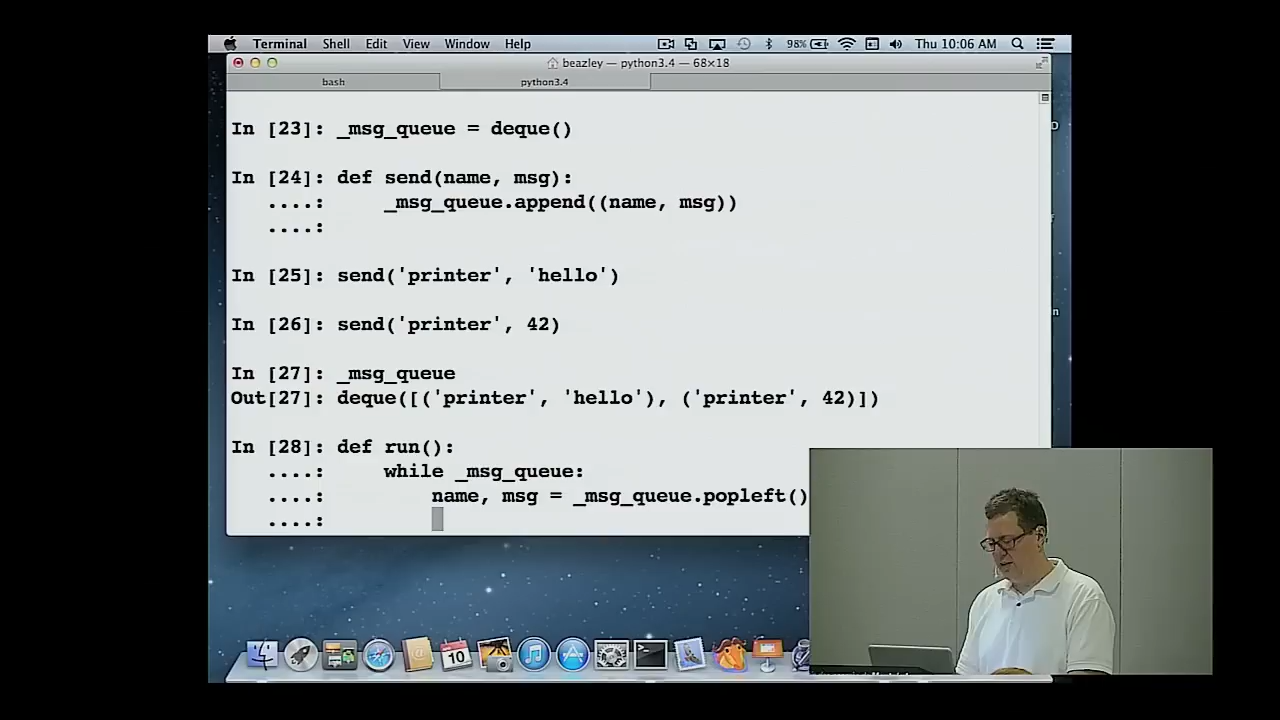 Terminal Shell Edit View Window Help 98% Thu 10:06 AM
beazley — python3.4 — 68×18
bash python3.4
In [23]: _msg_queue = deque()
In [24]: def send(name, msg):
....: _msg_queue.append((name, msg))
....:
In [25]: send('printer', 'hello')
In [26]: send('printer', 42)
In [27]: _msg_queue
Out[27]: deque([('printer', 'hello'), ('printer', 42)])
In [28]: def run():
....: while _msg_queue:
....: name, msg = _msg_queue.popleft()
....:
10